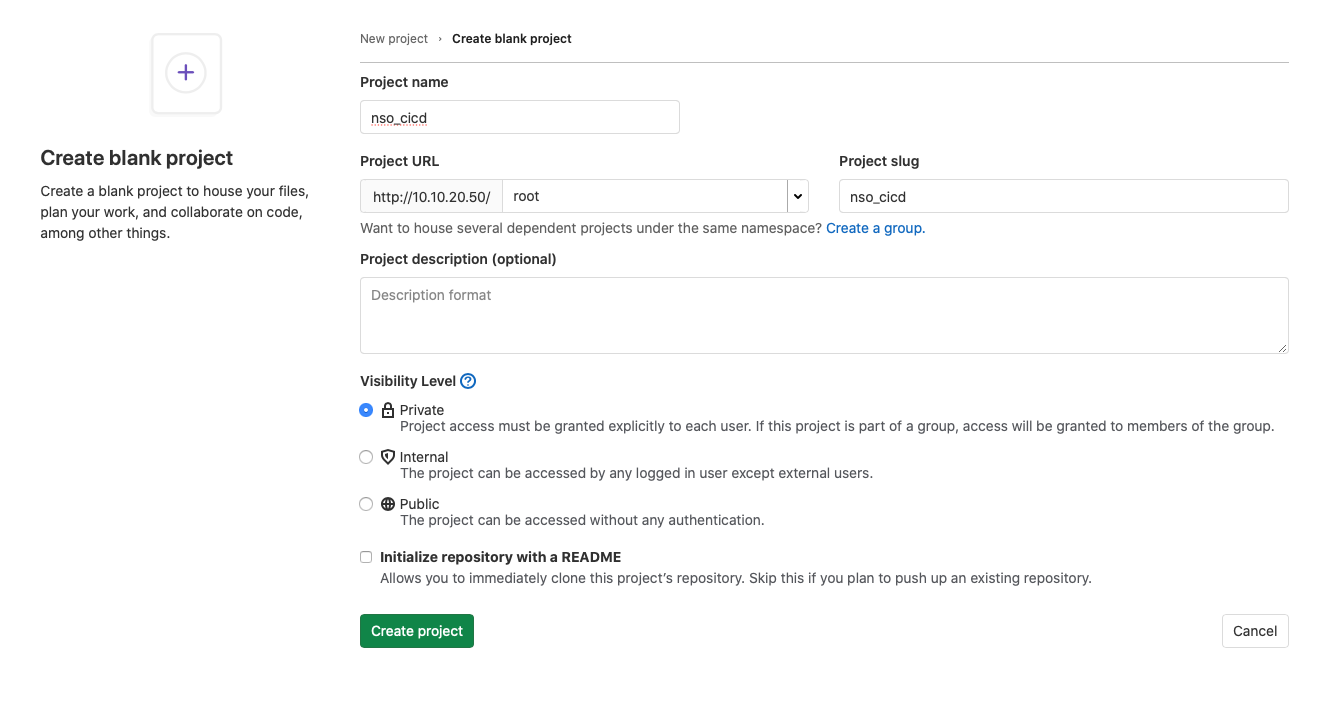 New project › Create blank project
Create blank project
Create a blank project to house your files,
plan your work, and collaborate on code,
among other things.
Project name
nso_cicd
Project URL
Project slug
http://10.10.20.50/ root
nso_cicd
Want to house several dependent projects under the same namespace? Create a group.
Project description (optional)
Description format
Visibility Level
Private
Project access must be granted explicitly to each user. If this project is part of a group, access will be granted to members of the group.
Internal
The project can be accessed by any logged in user except external users.
Public
The project can be accessed without any authentication.
Initialize repository with a README
Allows you to immediately clone this project’s repository. Skip this if you plan to push up an existing repository.
Create project
Cancel